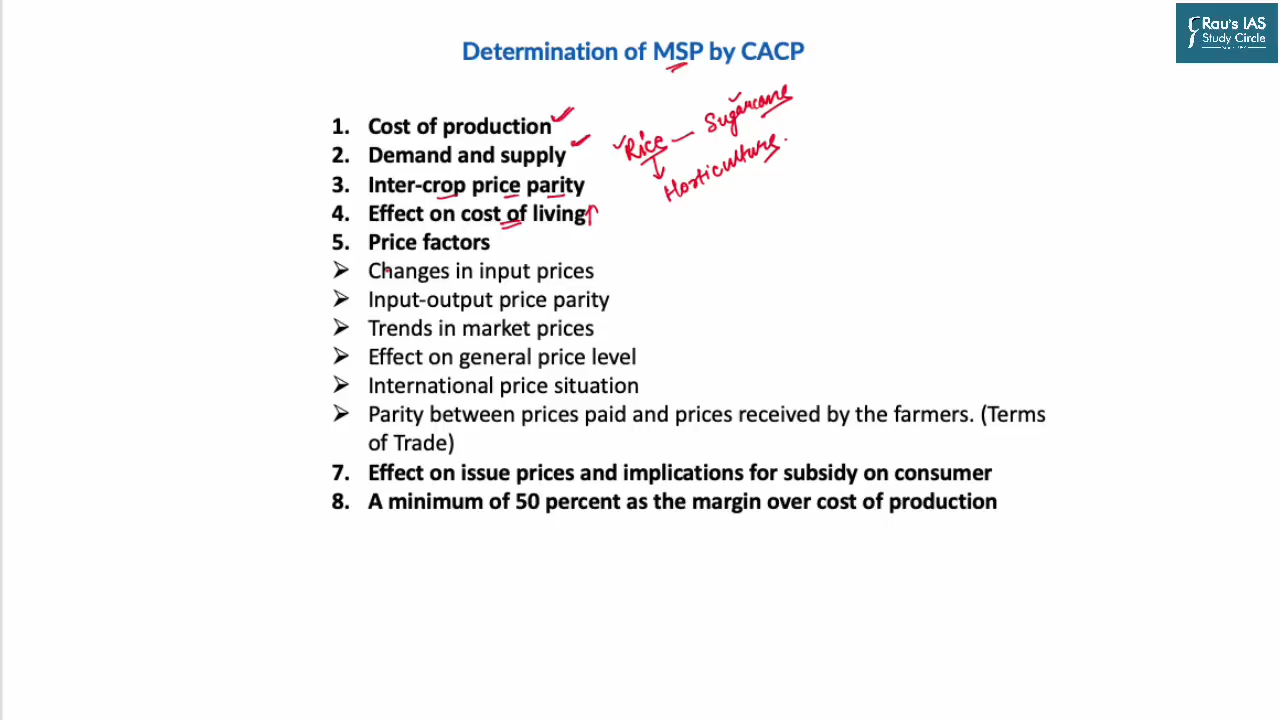 Rau's IAS
Study Circle
Determination of MSP by CACP
1. Cost of production
2. Demand and supply
3. Inter-crop price parity
4. Effect on cost of living
5. Price factors
➢ Changes in input prices
➢ Input-output price parity
➢ Trends in market prices
➢ Effect on general price level
➢ International price situation
➢ Parity between prices paid and prices received by the farmers. (Terms
of Trade)
7. Effect on issue prices and implications for subsidy on consumer
8. A minimum of 50 percent as the margin over cost of production
Rice — Sugarcane
Horticulture.